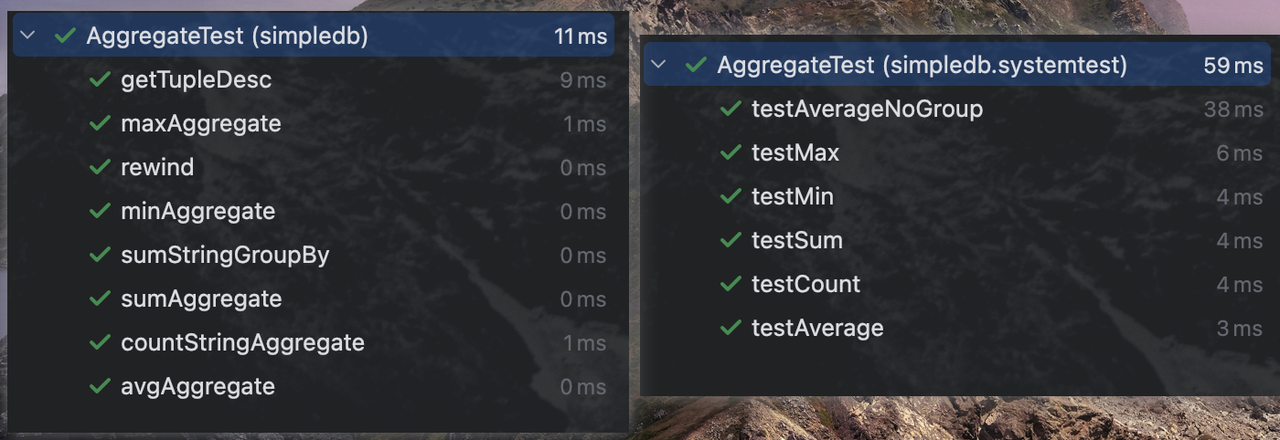 AggregateTest (simpledb) 11 ms
getTupleDesc 9 ms
maxAggregate 1 ms
rewind 0 ms
minAggregate 0 ms
sumStringGroupBy 0 ms
sumAggregate 0 ms
countStringAggregate 1 ms
avgAggregate 0 ms
AggregateTest (simpledb.systemtest) 59 ms
testAverageNoGroup 38 ms
testMax 6 ms
testMin 4 ms
testSum 4 ms
testCount 4 ms
testAverage 3 ms